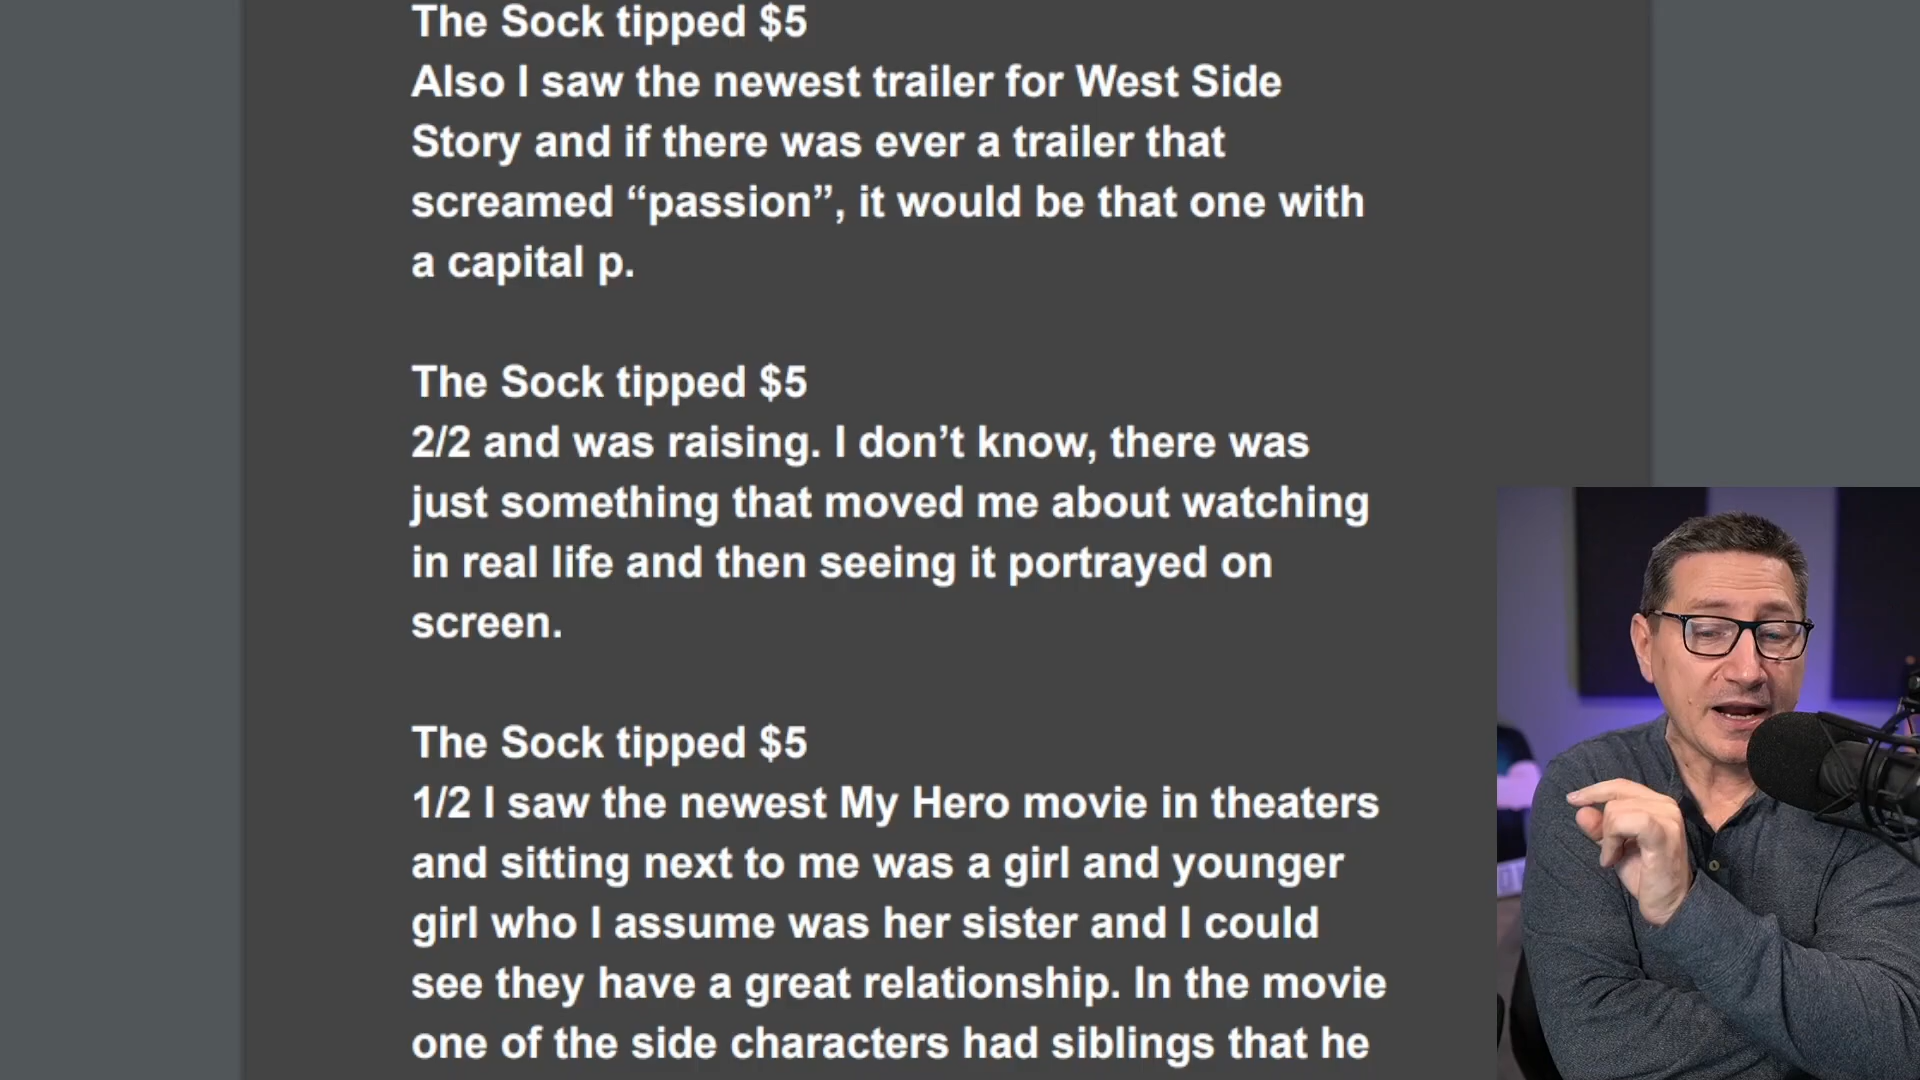 The Sock tipped $5
Also I saw the newest trailer for West Side
Story and if there was ever a trailer that
screamed “passion”, it would be that one with
a capital p.
The Sock tipped $5
2/2 and was raising. I don’t know, there was
just something that moved me about watching
in real life and then seeing it portrayed on
screen.
The Sock tipped $5
1/2 I saw the newest My Hero movie in theaters
and sitting next to me was a girl and younger
girl who I assume was her sister and I could
see they have a great relationship. In the movie
one of the side characters had siblings that he